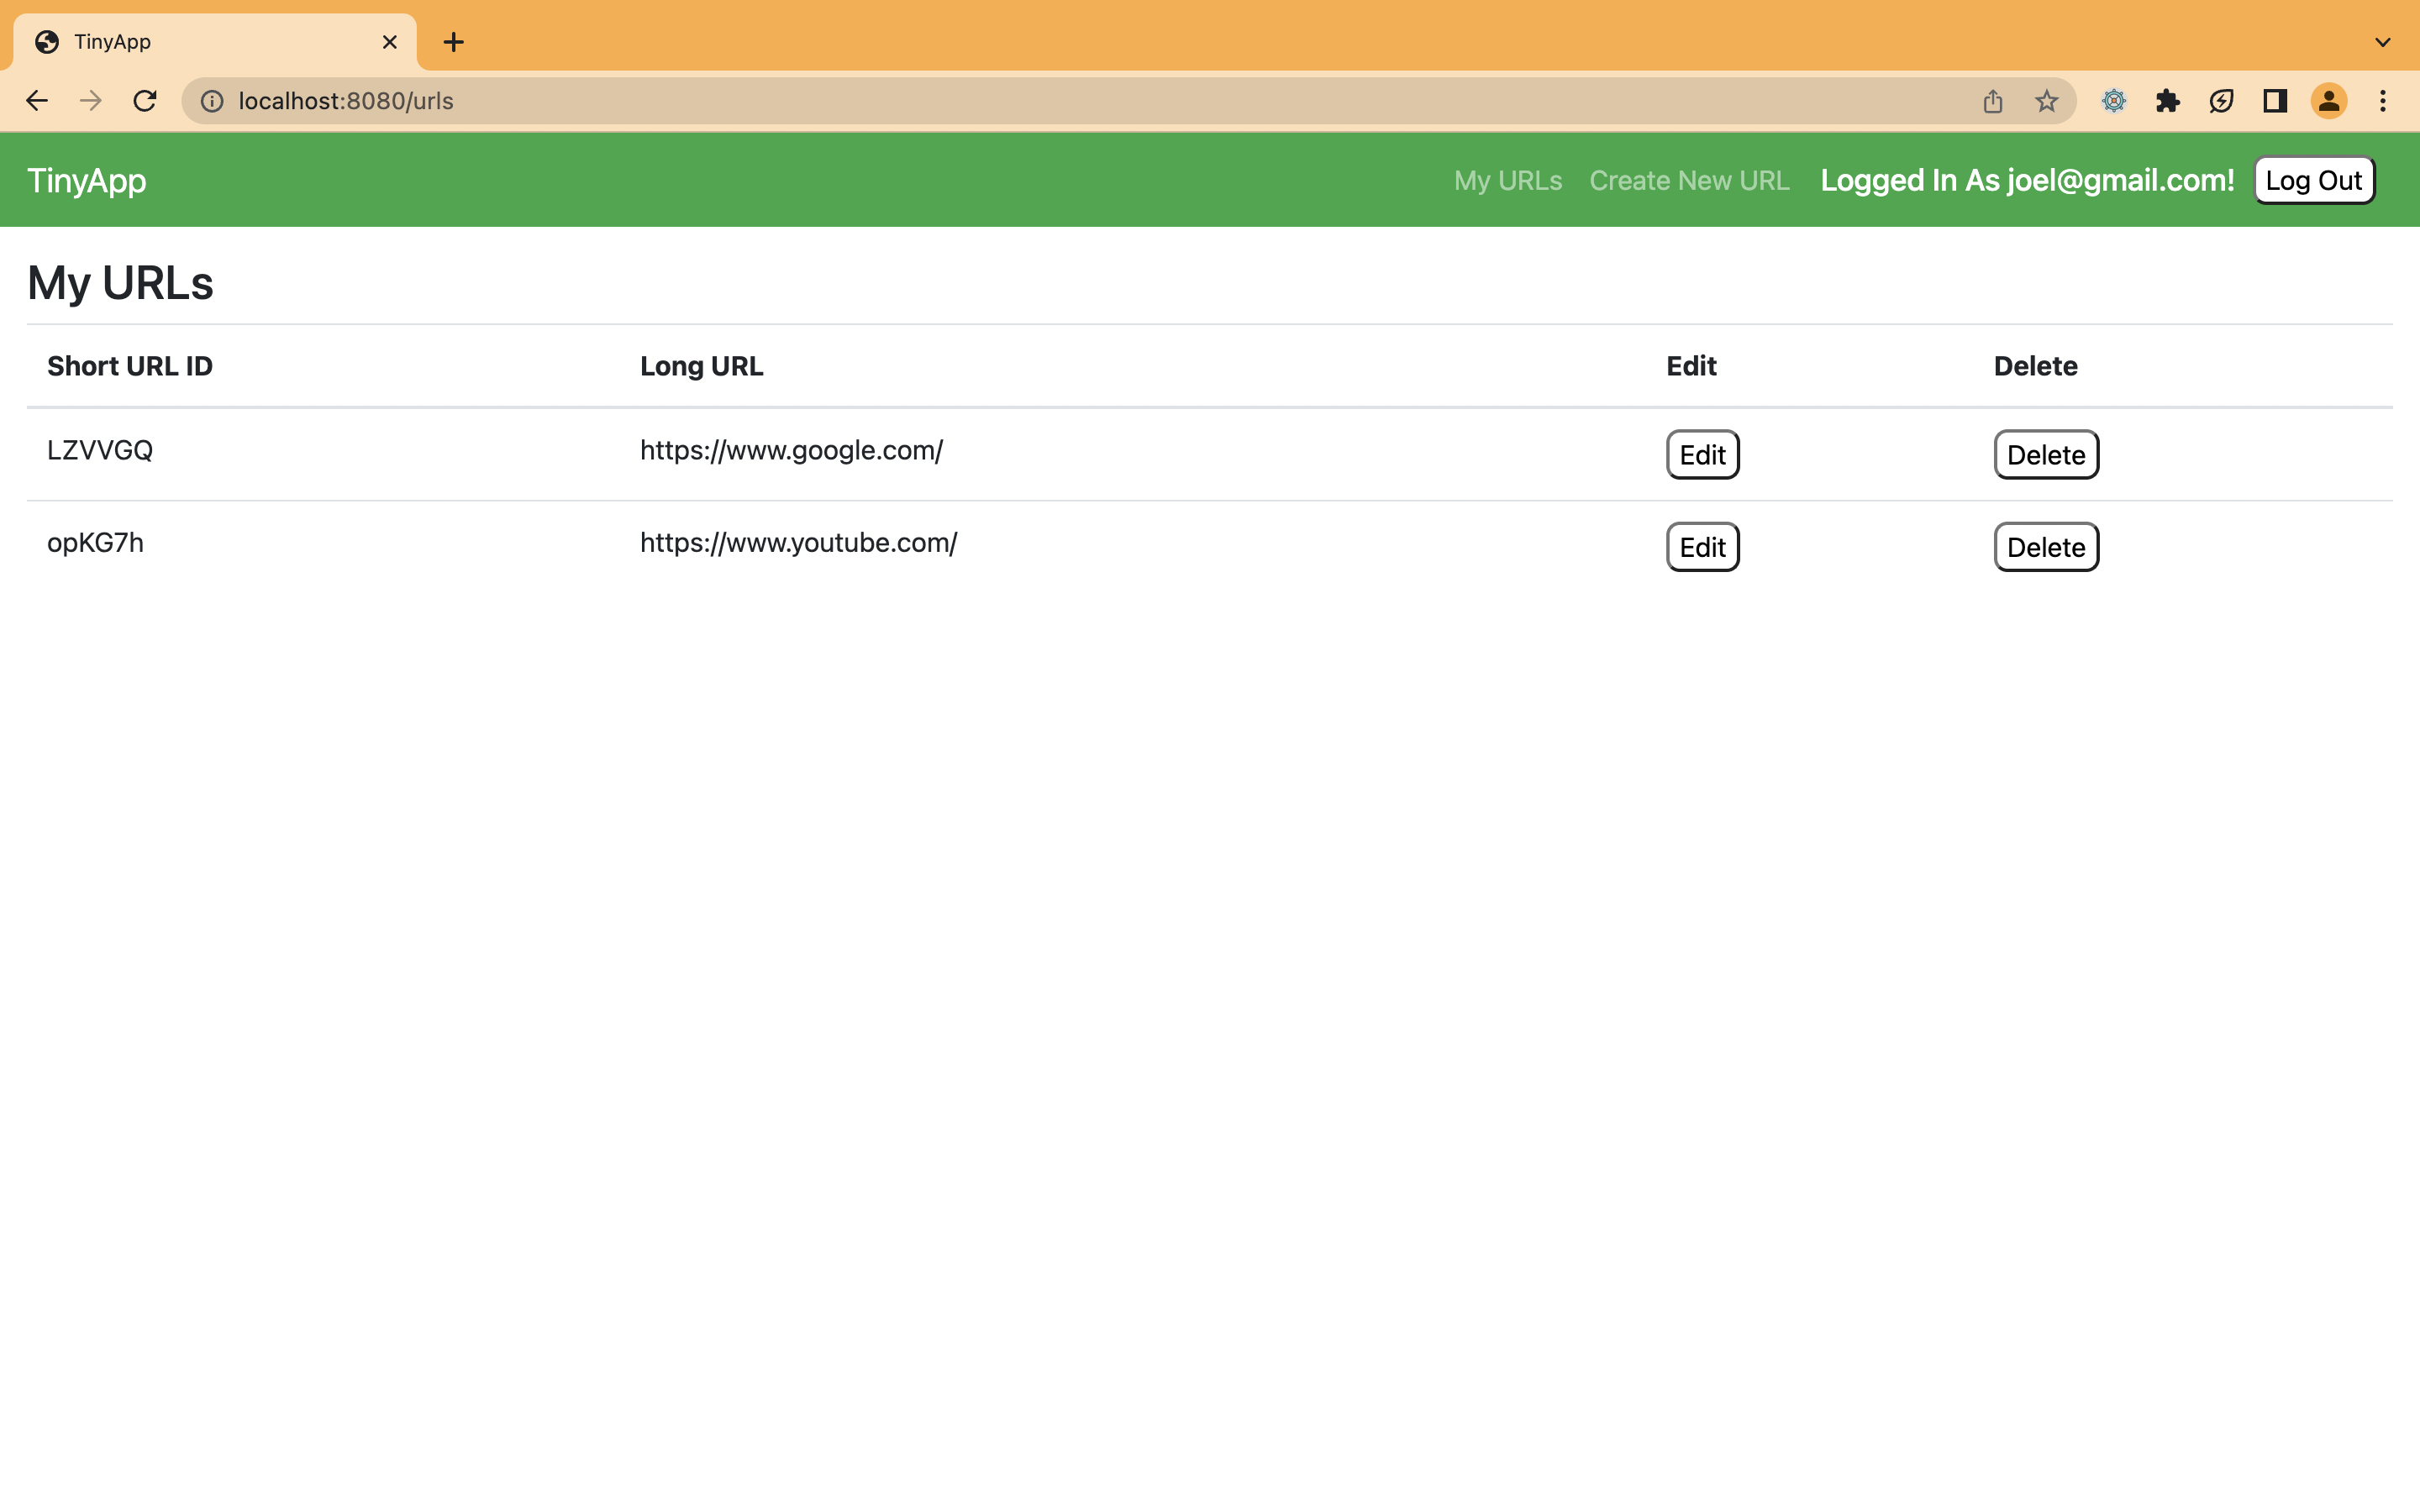 TinyApp
localhost:8080/urls
TinyApp My URLs Create New URL Logged In As joel@gmail.com! Log Out
My URLs
Short URL ID Long URL Edit Delete
LZVVGQ https://www.google.com/ Edit Delete
opKG7h https://www.youtube.com/ Edit Delete